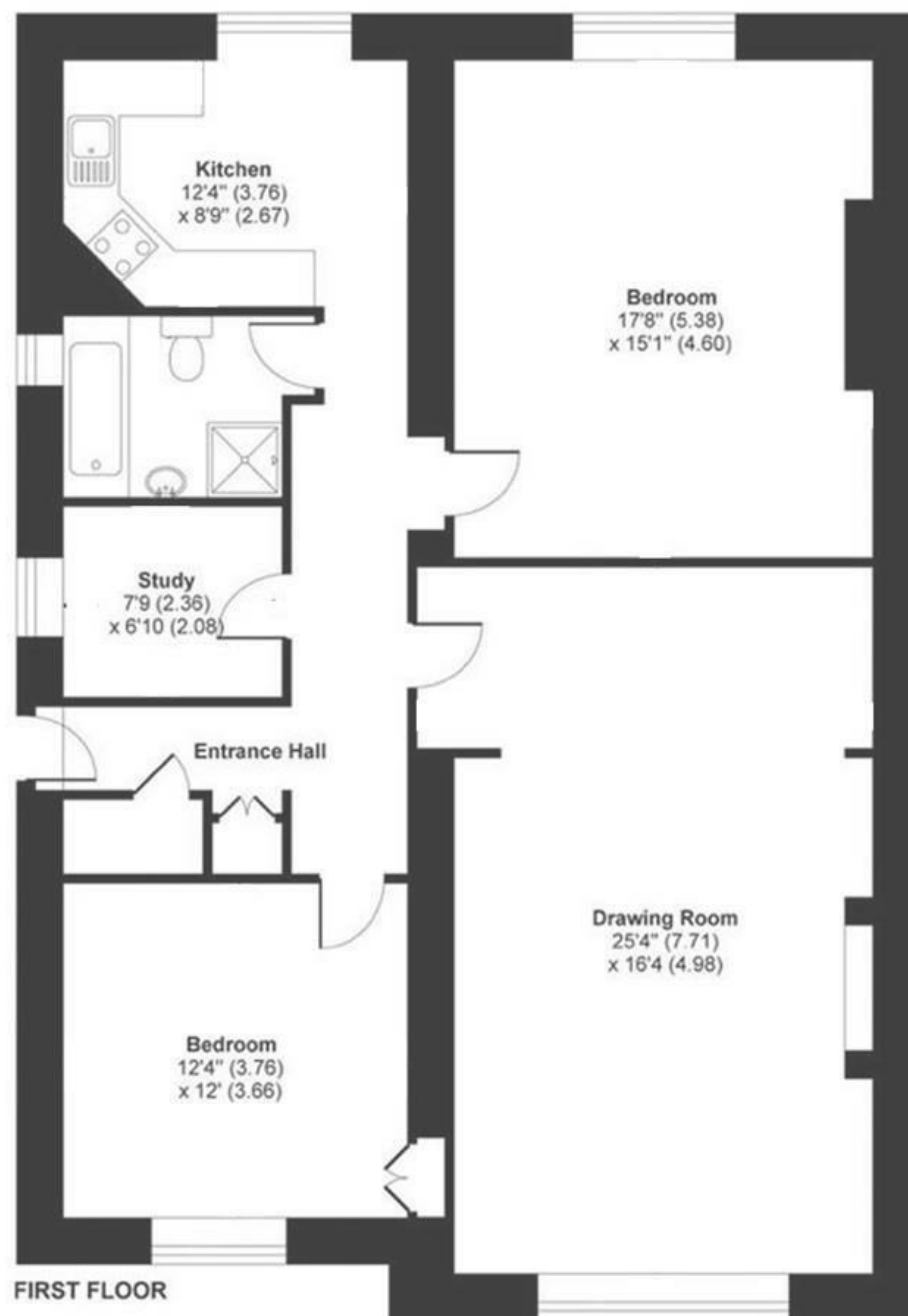 Kitchen
12'4" (3.76)
x 8'9" (2.67)
Bedroom
17'8" (5.38)
x 15'1" (4.60)
Study
7'9 (2.36)
x 6'10 (2.08)
Entrance Hall
Drawing Room
25'4" (7.71)
x 16'4 (4.98)
Bedroom
12'4" (3.76)
x 12' (3.66)
FIRST FLOOR